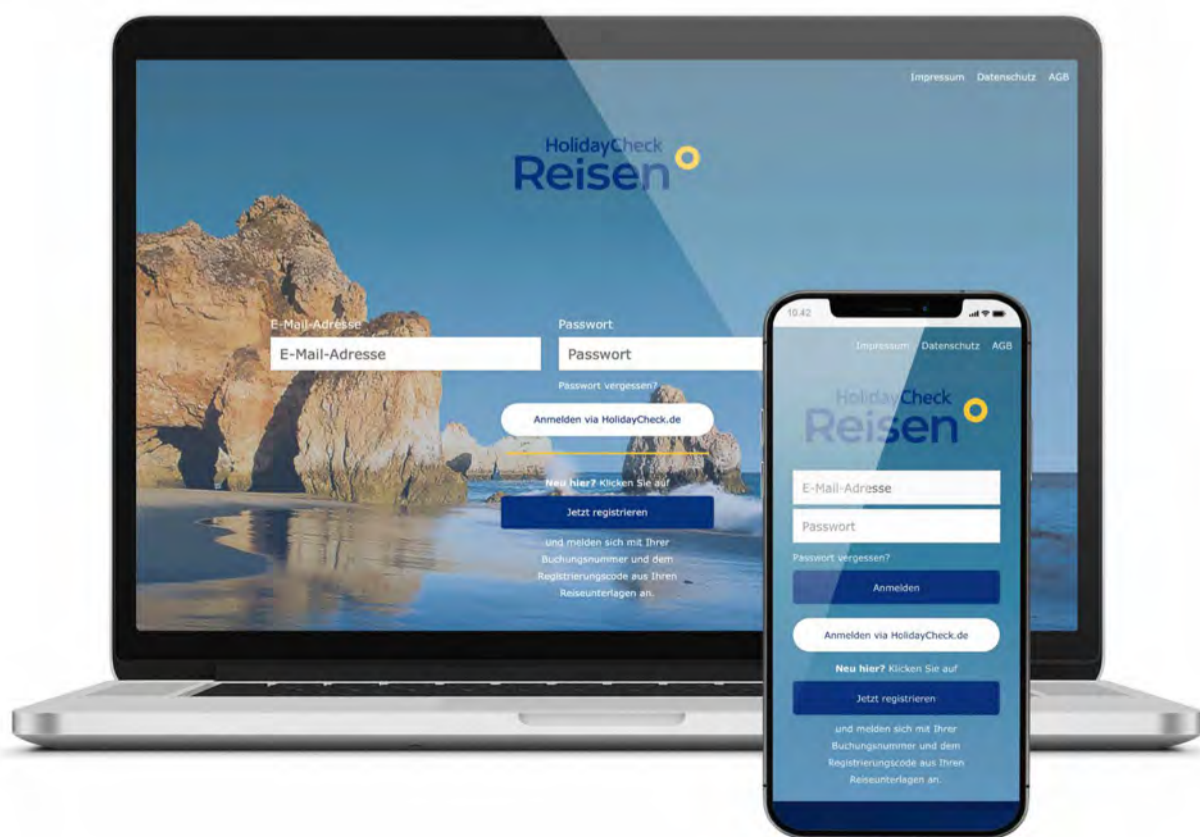 Impressum Datenschutz AGB
HolidayCheck
Reisen
E-Mail-Adresse
Passwort
E-Mail-Adresse
Passwort
Passwort vergessen?
Anmelden via HolidayCheck.de
Neu hier? Klicken Sie auf
Jetzt registrieren
und melden sich mit Ihrer
Buchungsnummer und dem
Registrierungscode aus Ihren
Reiseunterlagen an.
10.42
Impressum Datenschutz AGB
HolidayCheck
Reisen
E-Mail-Adresse
Passwort
Passwort vergessen?
Anmelden
Anmelden via HolidayCheck.de
Neu hier? Klicken Sie auf
Jetzt registrieren
und melden sich mit Ihrer
Buchungsnummer und dem
Registrierungscode aus Ihren
Reiseunterlagen an.